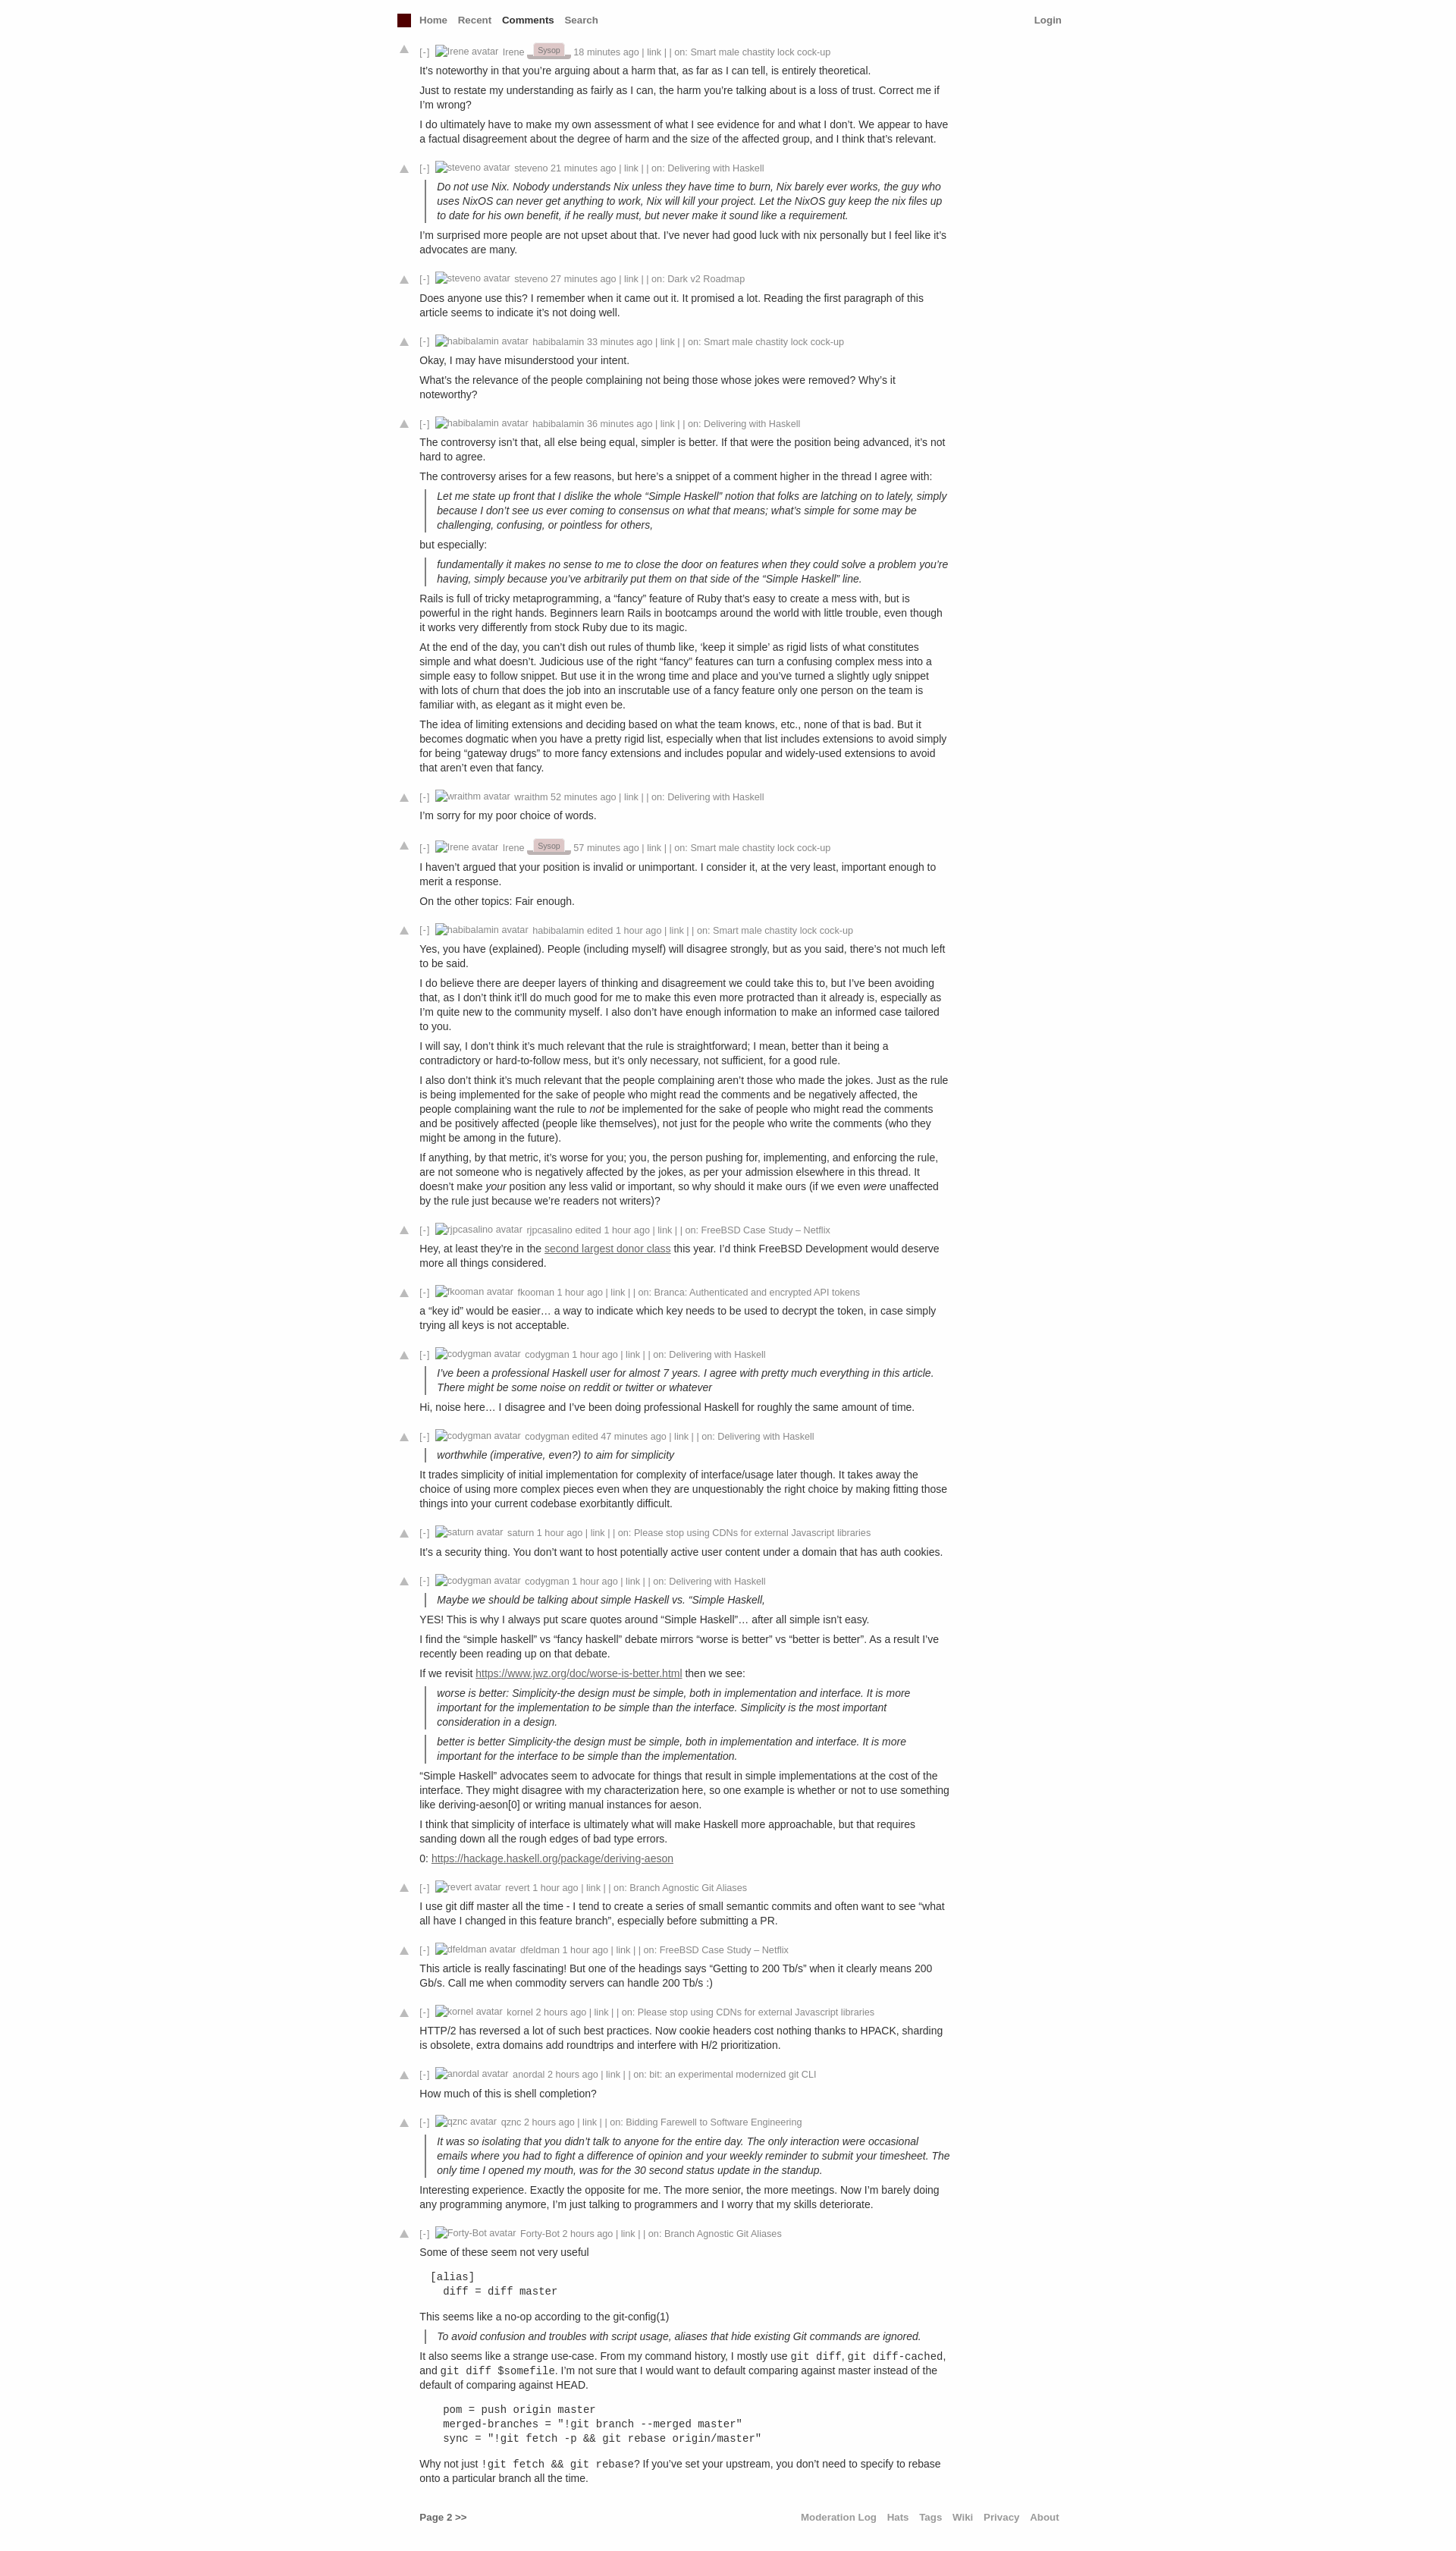 Home Recent Comments Search Login
[-] Irene avatar Irene Sysop 18 minutes ago | link | | on: Smart male chastity lock cock-up
It’s noteworthy in that you’re arguing about a harm that, as far as I can tell, is entirely theoretical.
Just to restate my understanding as fairly as I can, the harm you’re talking about is a loss of trust. Correct me if
I’m wrong?
I do ultimately have to make my own assessment of what I see evidence for and what I don’t. We appear to have
a factual disagreement about the degree of harm and the size of the affected group, and I think that’s relevant.
[-] steveno avatar steveno 21 minutes ago | link | | on: Delivering with Haskell
Do not use Nix. Nobody understands Nix unless they have time to burn, Nix barely ever works, the guy who
uses NixOS can never get anything to work, Nix will kill your project. Let the NixOS guy keep the nix files up
to date for his own benefit, if he really must, but never make it sound like a requirement.
I’m surprised more people are not upset about that. I’ve never had good luck with nix personally but I feel like it’s
advocates are many.
[-] steveno avatar steveno 27 minutes ago | link | | on: Dark v2 Roadmap
Does anyone use this? I remember when it came out it. It promised a lot. Reading the first paragraph of this
article seems to indicate it’s not doing well.
[-] habibalamin avatar habibalamin 33 minutes ago | link | | on: Smart male chastity lock cock-up
Okay, I may have misunderstood your intent.
What’s the relevance of the people complaining not being those whose jokes were removed? Why’s it
noteworthy?
[-] habibalamin avatar habibalamin 36 minutes ago | link | | on: Delivering with Haskell
The controversy isn’t that, all else being equal, simpler is better. If that were the position being advanced, it’s not
hard to agree.
The controversy arises for a few reasons, but here’s a snippet of a comment higher in the thread I agree with:
Let me state up front that I dislike the whole “Simple Haskell” notion that folks are latching on to lately, simply
because I don’t see us ever coming to consensus on what that means; what’s simple for some may be
challenging, confusing, or pointless for others,
but especially:
fundamentally it makes no sense to me to close the door on features when they could solve a problem you’re
having, simply because you’ve arbitrarily put them on that side of the “Simple Haskell” line.
Rails is full of tricky metaprogramming, a “fancy” feature of Ruby that’s easy to create a mess with, but is
powerful in the right hands. Beginners learn Rails in bootcamps around the world with little trouble, even though
it works very differently from stock Ruby due to its magic.
At the end of the day, you can’t dish out rules of thumb like, ‘keep it simple’ as rigid lists of what constitutes
simple and what doesn’t. Judicious use of the right “fancy” features can turn a confusing complex mess into a
simple easy to follow snippet. But use it in the wrong time and place and you’ve turned a slightly ugly snippet
with lots of churn that does the job into an inscrutable use of a fancy feature only one person on the team is
familiar with, as elegant as it might even be.
The idea of limiting extensions and deciding based on what the team knows, etc., none of that is bad. But it
becomes dogmatic when you have a pretty rigid list, especially when that list includes extensions to avoid simply
for being “gateway drugs” to more fancy extensions and includes popular and widely-used extensions to avoid
that aren’t even that fancy.
[-] wraithm avatar wraithm 52 minutes ago | link | | on: Delivering with Haskell
I’m sorry for my poor choice of words.
[-] Irene avatar Irene Sysop 57 minutes ago | link | | on: Smart male chastity lock cock-up
I haven’t argued that your position is invalid or unimportant. I consider it, at the very least, important enough to
merit a response.
On the other topics: Fair enough.
[-] habibalamin avatar habibalamin edited 1 hour ago | link | | on: Smart male chastity lock cock-up
Yes, you have (explained). People (including myself) will disagree strongly, but as you said, there’s not much left
to be said.
I do believe there are deeper layers of thinking and disagreement we could take this to, but I’ve been avoiding
that, as I don’t think it’ll do much good for me to make this even more protracted than it already is, especially as
I’m quite new to the community myself. I also don’t have enough information to make an informed case tailored
to you.
I will say, I don’t think it’s much relevant that the rule is straightforward; I mean, better than it being a
contradictory or hard-to-follow mess, but it’s only necessary, not sufficient, for a good rule.
I also don’t think it’s much relevant that the people complaining aren’t those who made the jokes. Just as the rule
is being implemented for the sake of people who might read the comments and be negatively affected, the
people complaining want the rule to not be implemented for the sake of people who might read the comments
and be positively affected (people like themselves), not just for the people who write the comments (who they
might be among in the future).
If anything, by that metric, it’s worse for you; you, the person pushing for, implementing, and enforcing the rule,
are not someone who is negatively affected by the jokes, as per your admission elsewhere in this thread. It
doesn’t make your position any less valid or important, so why should it make ours (if we even were unaffected
by the rule just because we’re readers not writers)?
[-] rjpcasalino avatar rjpcasalino edited 1 hour ago | link | | on: FreeBSD Case Study – Netflix
Hey, at least they’re in the second largest donor class this year. I’d think FreeBSD Development would deserve
more all things considered.
[-] fkooman avatar fkooman 1 hour ago | link | | on: Branca: Authenticated and encrypted API tokens
a “key id” would be easier… a way to indicate which key needs to be used to decrypt the token, in case simply
trying all keys is not acceptable.
[-] codygman avatar codygman 1 hour ago | link | | on: Delivering with Haskell
I’ve been a professional Haskell user for almost 7 years. I agree with pretty much everything in this article.
There might be some noise on reddit or twitter or whatever
Hi, noise here… I disagree and I’ve been doing professional Haskell for roughly the same amount of time.
[-] codygman avatar codygman edited 47 minutes ago | link | | on: Delivering with Haskell
worthwhile (imperative, even?) to aim for simplicity
It trades simplicity of initial implementation for complexity of interface/usage later though. It takes away the
choice of using more complex pieces even when they are unquestionably the right choice by making fitting those
things into your current codebase exorbitantly difficult.
[-] saturn avatar saturn 1 hour ago | link | | on: Please stop using CDNs for external Javascript libraries
It’s a security thing. You don’t want to host potentially active user content under a domain that has auth cookies.
[-] codygman avatar codygman 1 hour ago | link | | on: Delivering with Haskell
Maybe we should be talking about simple Haskell vs. “Simple Haskell,
YES! This is why I always put scare quotes around “Simple Haskell”… after all simple isn’t easy.
I find the “simple haskell” vs “fancy haskell” debate mirrors “worse is better” vs “better is better”. As a result I’ve
recently been reading up on that debate.
If we revisit https://www.jwz.org/doc/worse-is-better.html then we see:
worse is better: Simplicity-the design must be simple, both in implementation and interface. It is more
important for the implementation to be simple than the interface. Simplicity is the most important
consideration in a design.
better is better Simplicity-the design must be simple, both in implementation and interface. It is more
important for the interface to be simple than the implementation.
“Simple Haskell” advocates seem to advocate for things that result in simple implementations at the cost of the
interface. They might disagree with my characterization here, so one example is whether or not to use something
like deriving-aeson[0] or writing manual instances for aeson.
I think that simplicity of interface is ultimately what will make Haskell more approachable, but that requires
sanding down all the rough edges of bad type errors.
0: https://hackage.haskell.org/package/deriving-aeson
[-] revert avatar revert 1 hour ago | link | | on: Branch Agnostic Git Aliases
I use git diff master all the time - I tend to create a series of small semantic commits and often want to see “what
all have I changed in this feature branch”, especially before submitting a PR.
[-] dfeldman avatar dfeldman 1 hour ago | link | | on: FreeBSD Case Study – Netflix
This article is really fascinating! But one of the headings says “Getting to 200 Tb/s” when it clearly means 200
Gb/s. Call me when commodity servers can handle 200 Tb/s :)
[-] kornel avatar kornel 2 hours ago | link | | on: Please stop using CDNs for external Javascript libraries
HTTP/2 has reversed a lot of such best practices. Now cookie headers cost nothing thanks to HPACK, sharding
is obsolete, extra domains add roundtrips and interfere with H/2 prioritization.
[-] anordal avatar anordal 2 hours ago | link | | on: bit: an experimental modernized git CLI
How much of this is shell completion?
[-] qznc avatar qznc 2 hours ago | link | | on: Bidding Farewell to Software Engineering
It was so isolating that you didn’t talk to anyone for the entire day. The only interaction were occasional
emails where you had to fight a difference of opinion and your weekly reminder to submit your timesheet. The
only time I opened my mouth, was for the 30 second status update in the standup.
Interesting experience. Exactly the opposite for me. The more senior, the more meetings. Now I’m barely doing
any programming anymore, I’m just talking to programmers and I worry that my skills deteriorate.
[-] Forty-Bot avatar Forty-Bot 2 hours ago | link | | on: Branch Agnostic Git Aliases
Some of these seem not very useful
[alias]
diff = diff master
This seems like a no-op according to the git-config(1)
To avoid confusion and troubles with script usage, aliases that hide existing Git commands are ignored.
It also seems like a strange use-case. From my command history, I mostly use git diff, git diff-cached,
and git diff $somefile. I’m not sure that I would want to default comparing against master instead of the
default of comparing against HEAD.
pom = push origin master
merged-branches = "!git branch --merged master"
sync = "!git fetch -p && git rebase origin/master"
Why not just !git fetch && git rebase? If you’ve set your upstream, you don’t need to specify to rebase
onto a particular branch all the time.
Page 2 >> Moderation Log Hats Tags Wiki Privacy About